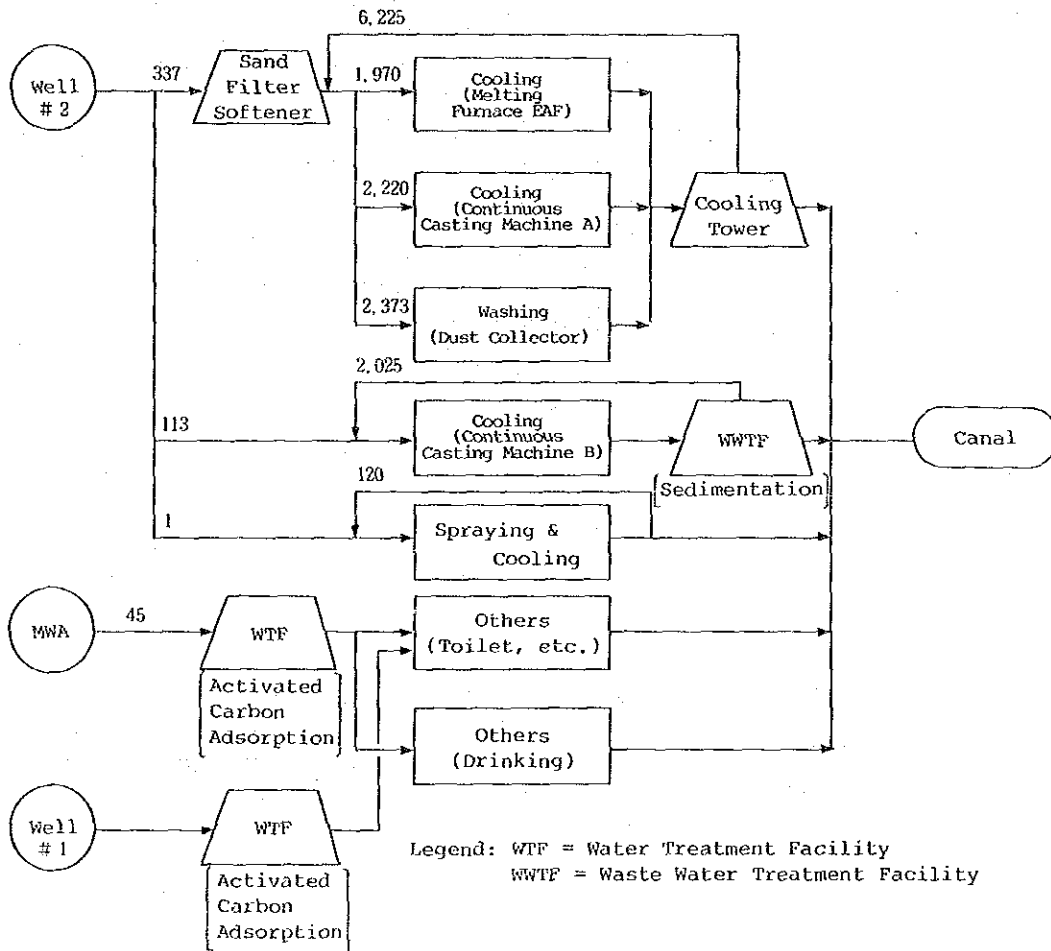 6,225
Well
# 2
337
Sand
Filter
Softener
1,970
Cooling
(Melting
Furnace EAF)
2,220
Cooling
(Continuous
Casting Machine A)
Cooling
Tower
2,373
Washing
(Dust Collector)
2,025
113
Cooling
(Continuous
Casting Machine B)
WWTF
(Sedimentation)
Canal
120
1
Spraying &
Cooling
MWA
45
WTF
(Activated
Carbon
Adsorption)
Others
(Toilet, etc.)
Others
(Drinking)
Well
# 1
WTF
(Activated
Carbon
Adsorption)
Legend: WTF = Water Treatment Facility
WWTF = Waste Water Treatment Facility